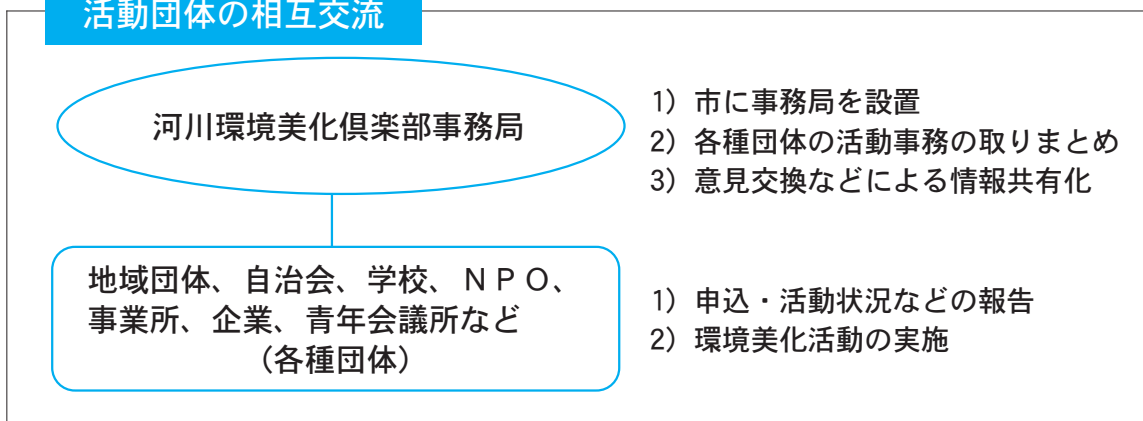 活動団体の相互交流
河川環境美化倶楽部事務局
1）市に事務局を設置
2）各種団体の活動事務の取りまとめ
3）意見交換などによる情報共有化
地域団体、自治会、学校、ＮＰＯ、
事業所、企業、青年会議所など
（各種団体）
1）申込・活動状況などの報告
2）環境美化活動の実施